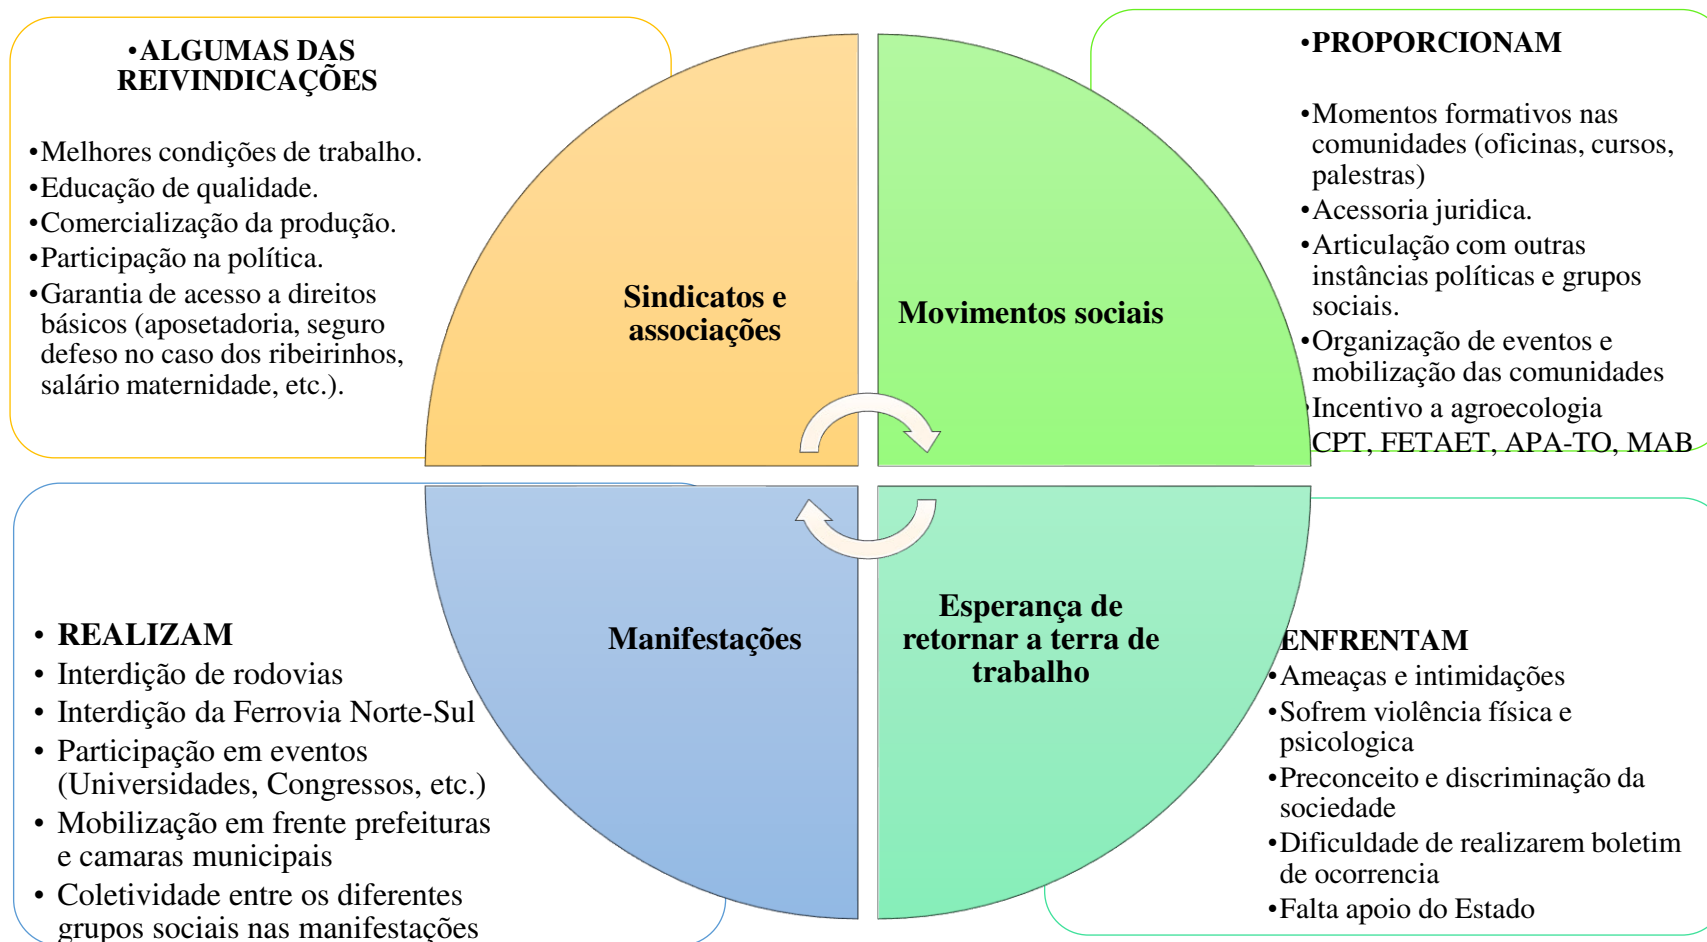 •ALGUMAS DAS
REIVINDICAÇÕES
•Melhores condições de trabalho.
•Educação de qualidade.
•Comercialização da produção.
•Participação na política.
•Garantia de acesso a direitos
básicos (aposetadoria, seguro
defeso no caso dos ribeirinhos,
salário maternidade, etc.).
Sindicatos e
associações
Movimentos sociais
•PROPORCIONAM
•Momentos formativos nas
comunidades (oficinas, cursos,
palestras)
•Acessoria juridica.
•Articulação com outras
instâncias políticas e grupos
sociais.
•Organização de eventos e
mobilização das comunidades
•Incentivo a agroecologia
CPT, FETAET, APA-TO, MAB
• REALIZAM
• Interdição de rodovias
• Interdição da Ferrovia Norte-Sul
• Participação em eventos
(Universidades, Congressos, etc.)
• Mobilização em frente prefeituras
e camaras municipais
• Coletividade entre os diferentes
grupos sociais nas manifestações
Manifestações
Esperança de
retornar a terra de
trabalho
ENFRENTAM
•Ameaças e intimidações
•Sofrem violência física e
psicologica
•Preconceito e discriminação da
sociedade
•Dificuldade de realizarem boletim
de ocorrencia
•Falta apoio do Estado